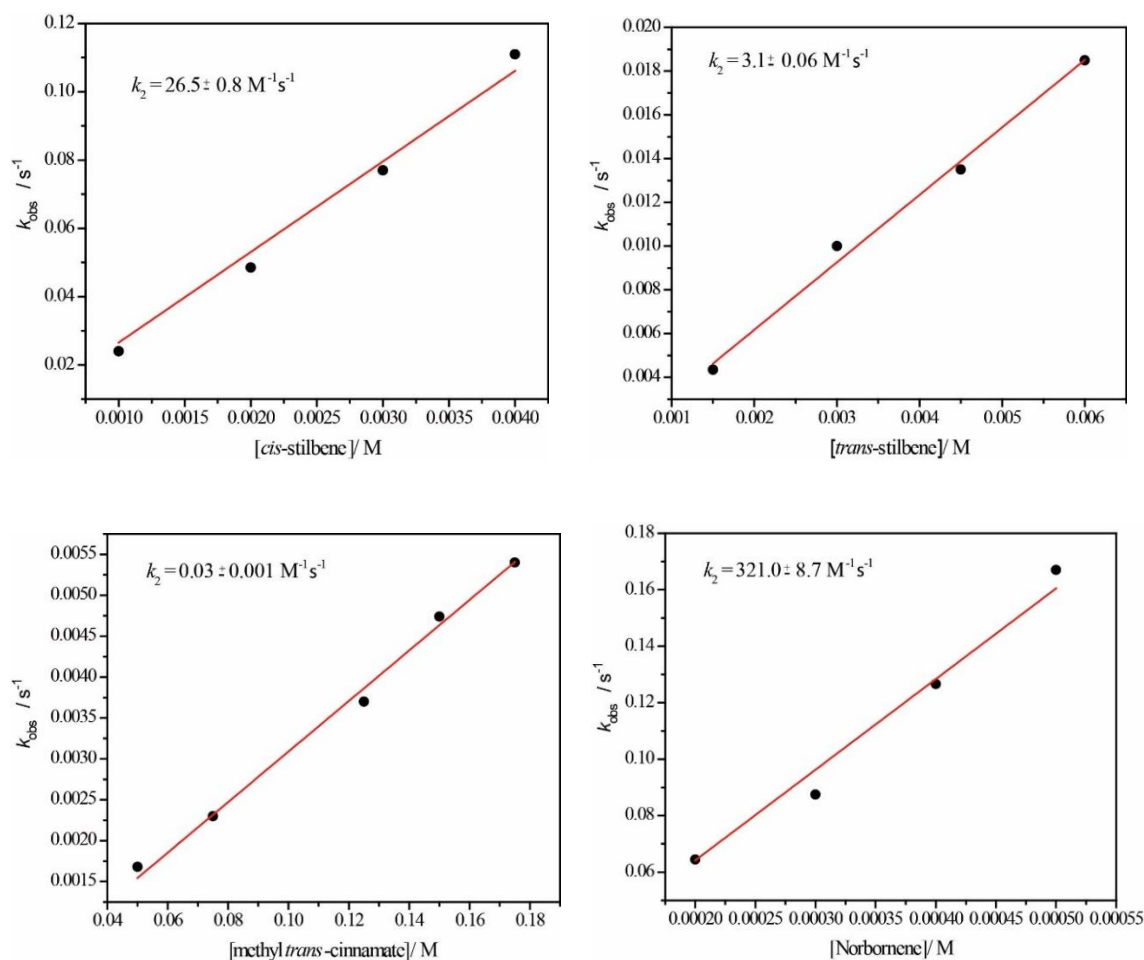 k2 = 26.5 ± 0.8 M-1s-1
kobs / s-1
0.12
0.10
0.08
0.06
0.04
0.02
0.0010 0.0015 0.0020 0.0025 0.0030 0.0035 0.0040
[cis-stilbene]/ M
k2 = 3.1 ± 0.06 M-1s-1
kobs / s-1
0.020
0.018
0.016
0.014
0.012
0.010
0.008
0.006
0.004
0.001 0.002 0.003 0.004 0.005 0.006
[trans-stilbene]/ M
k2 = 0.03 ± 0.001 M-1s-1
kobs / s-1
0.0055
0.0050
0.0045
0.0040
0.0035
0.0030
0.0025
0.0020
0.0015
0.04 0.06 0.08 0.10 0.12 0.14 0.16 0.18
[methyl trans-cinnamate]/ M
k2 = 321.0 ± 8.7 M-1s-1
kobs / s-1
0.18
0.16
0.14
0.12
0.10
0.08
0.06
0.00020 0.00025 0.00030 0.00035 0.00040 0.00045 0.00050 0.00055
[Norbornene]/ M